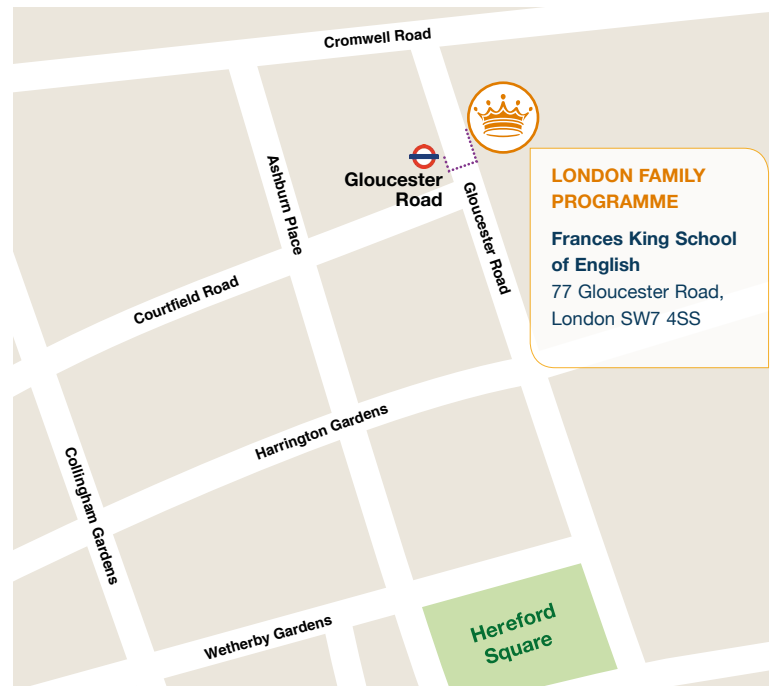 Cromwell Road
Ashburn Place
Gloucester
Road
Gloucester Road
LONDON FAMILY
PROGRAMME
Frances King School
of English
77 Gloucester Road,
London SW7 4SS
Courtfield Road
Harrington Gardens
Collingham Gardens
Wetherby Gardens
Hereford
Square